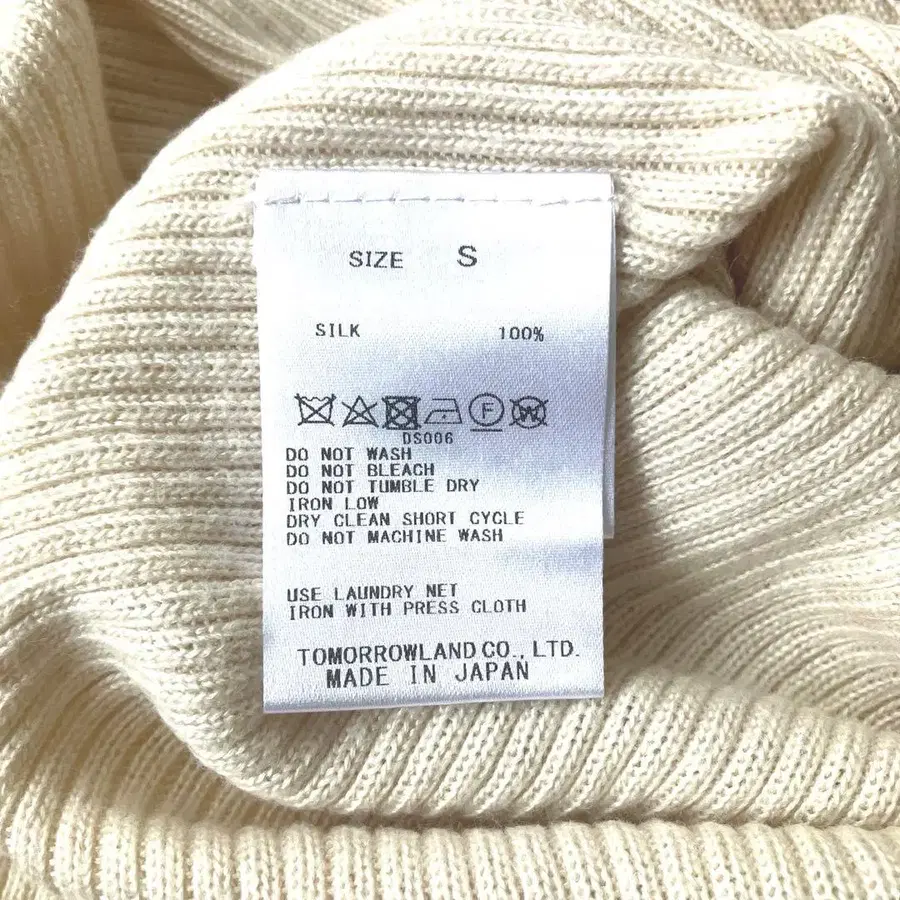 SIZE S
SILK 100%
F W
DS006
DO NOT WASH
DO NOT BLEACH
DO NOT TUMBLE DRY
IRON LOW
DRY CLEAN SHORT CYCLE
DO NOT MACHINE WASH
USE LAUNDRY NET
IRON WITH PRESS CLOTH
TOMORROWLAND CO., LTD.
MADE IN JAPAN